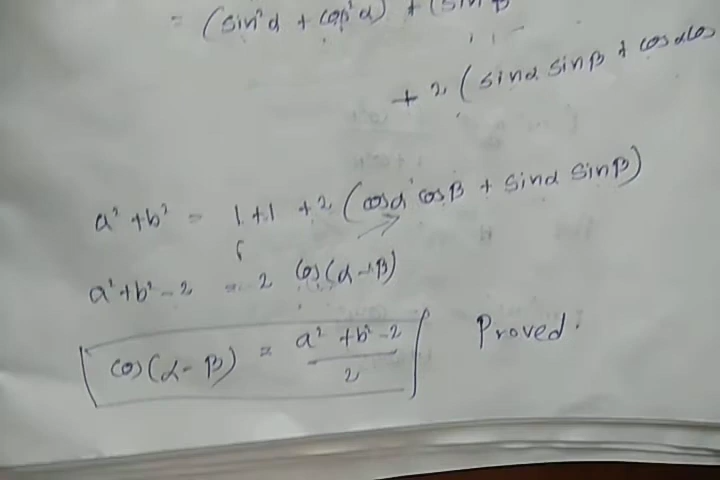 = (sin²α + cos²α) + (sin²β
+ 2 (sinα sinβ + cosα cos
a² + b² = 1 + 1 + 2 (cosα cosβ + sinα sinβ)
a² + b² - 2 = 2 cos(α - β)
cos(α - β) = (a² + b² - 2)/2 Proved.